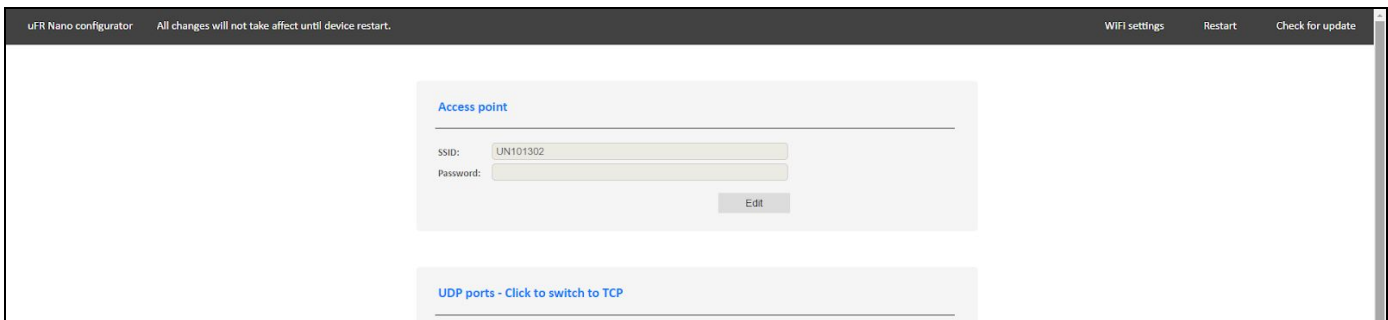 uFR Nano configurator All changes will not take affect until device restart. WiFi settings Restart Check for update
Access point
SSID: UN101302
Password:
Edit
UDP ports - Click to switch to TCP